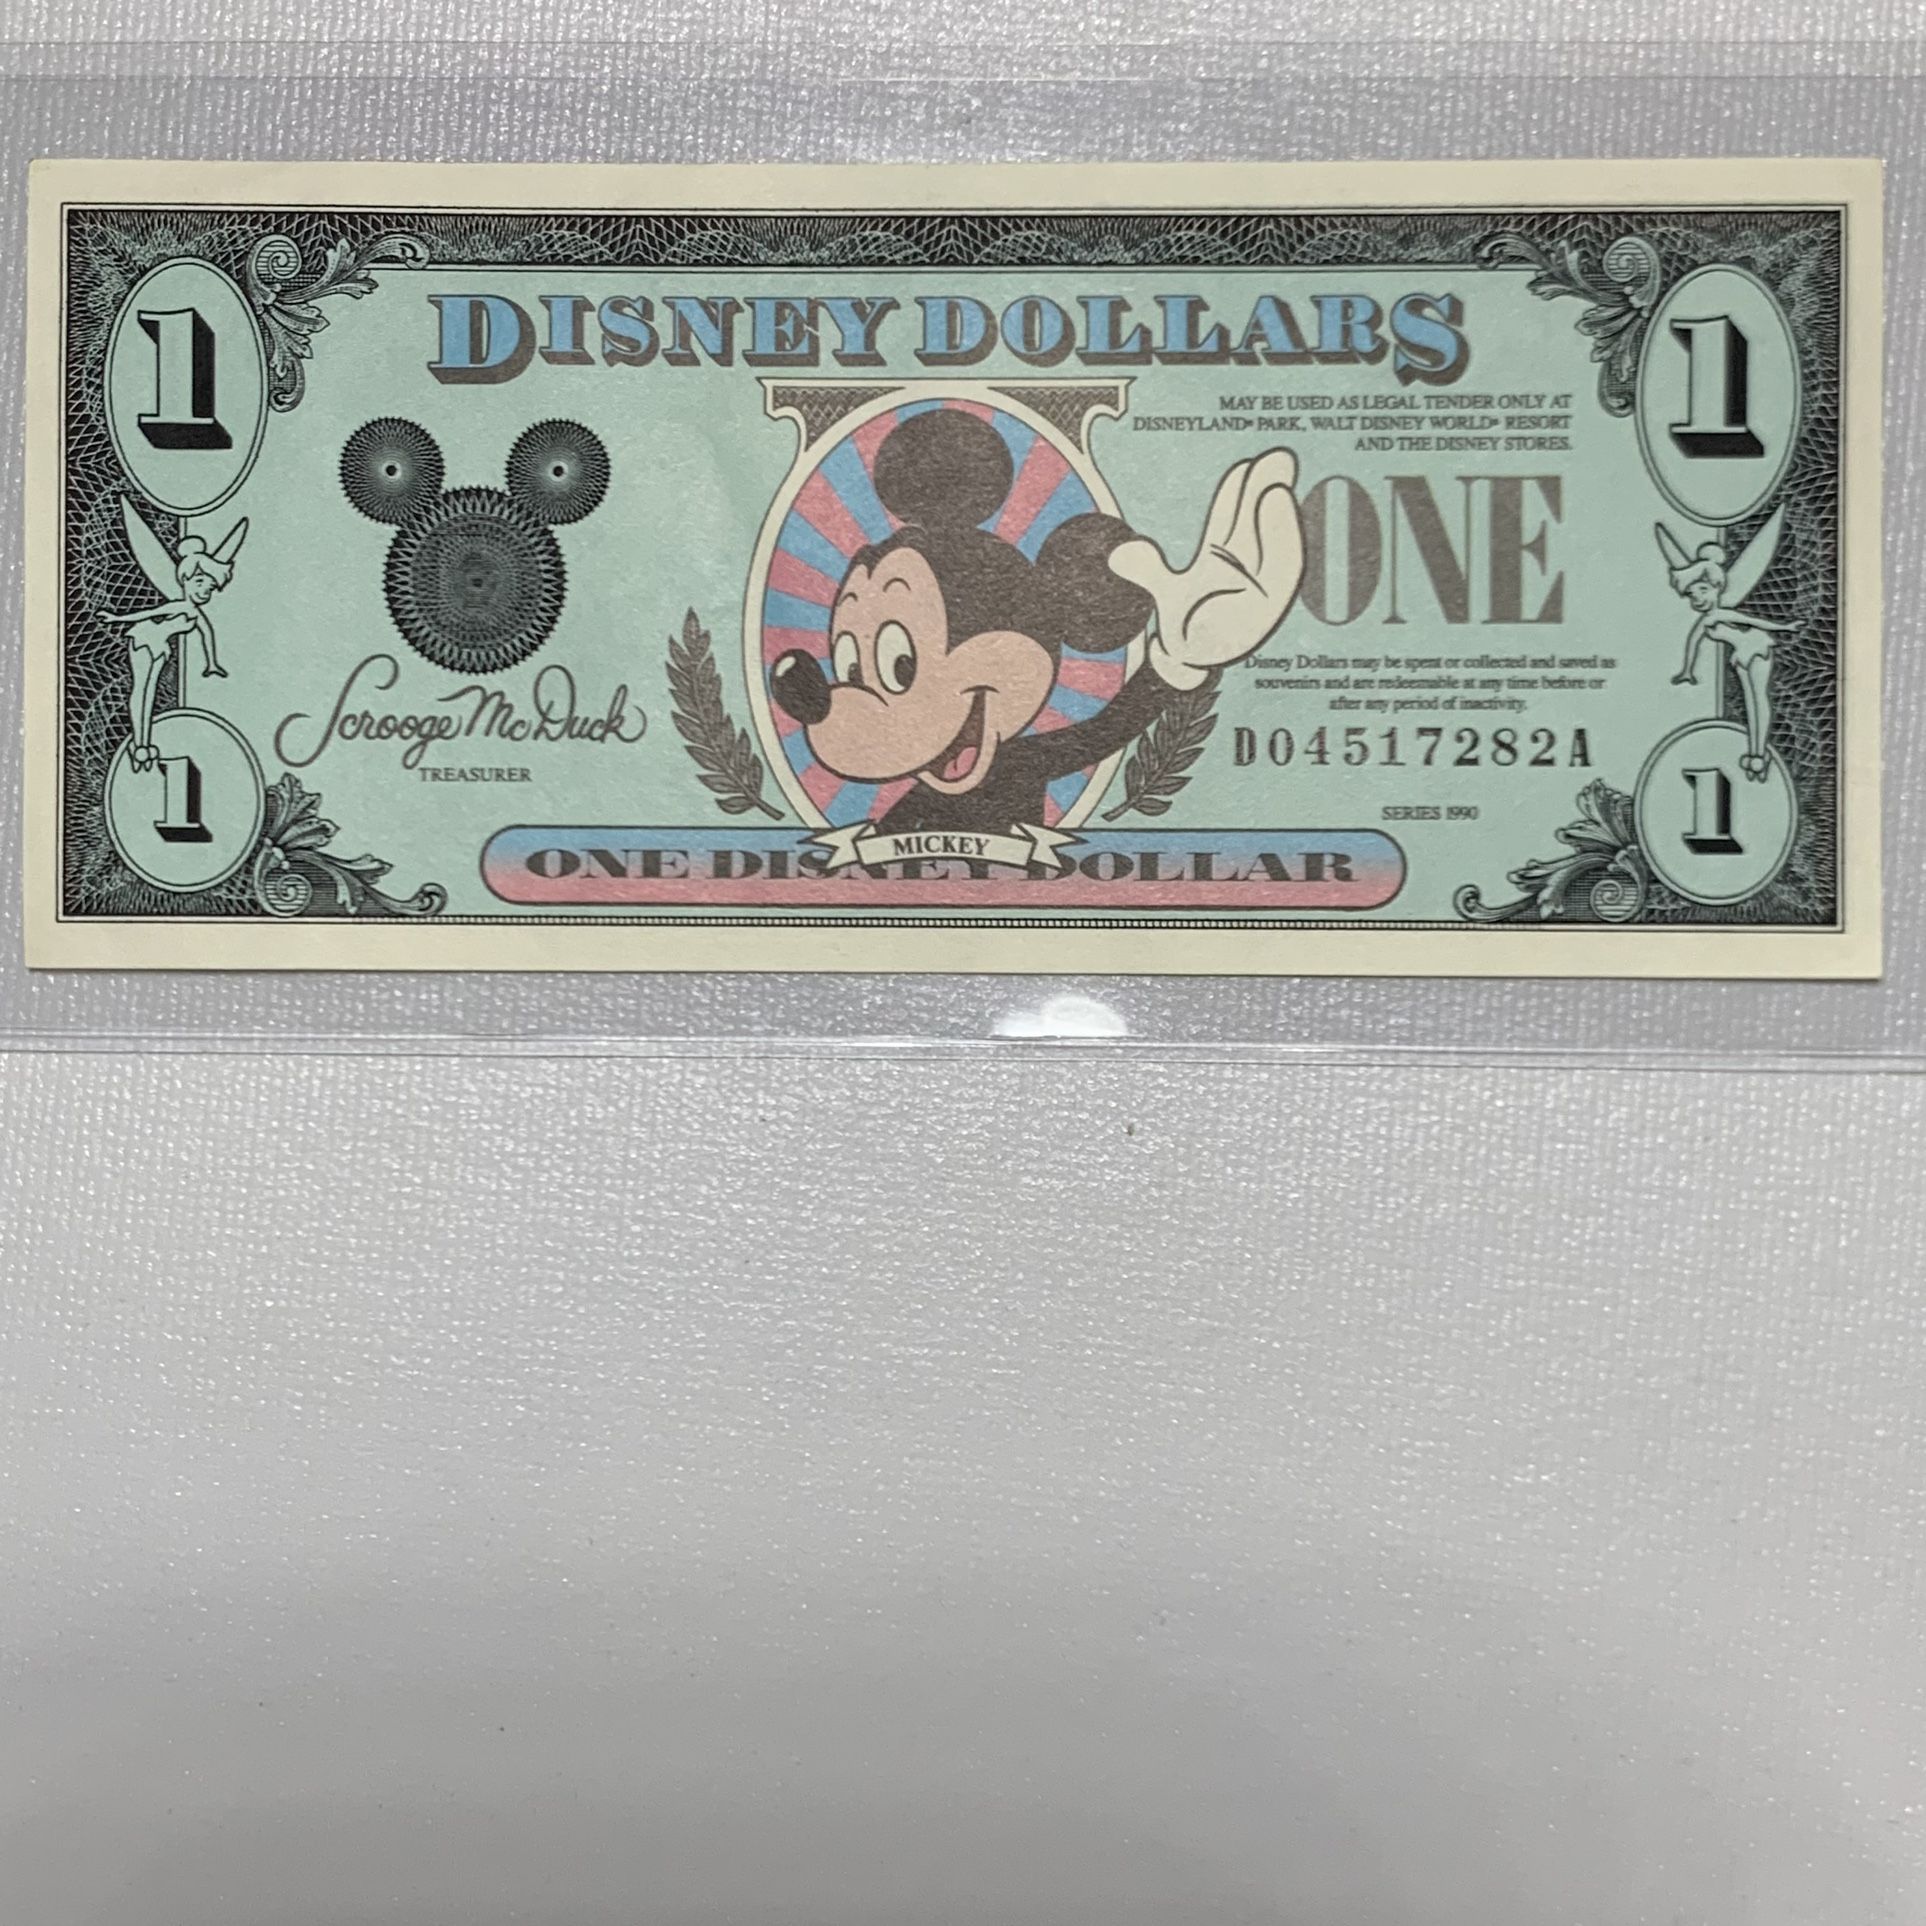 1
DISNEY DOLLARS
1
MAY BE USED AS LEGAL TENDER ONLY AT
DISNEYLAND® PARK, WALT DISNEY WORLD® RESORT
AND THE DISNEY STORES.
ONE
Disney Dollars may be spent or collected and saved as
souvenirs and are redeemable at any time before or
after any period of inactivity.
Scrooge McDuck
TREASURER
D04517282A
SERIES 1990
1
MICKEY
ONE DISNEY DOLLAR
1